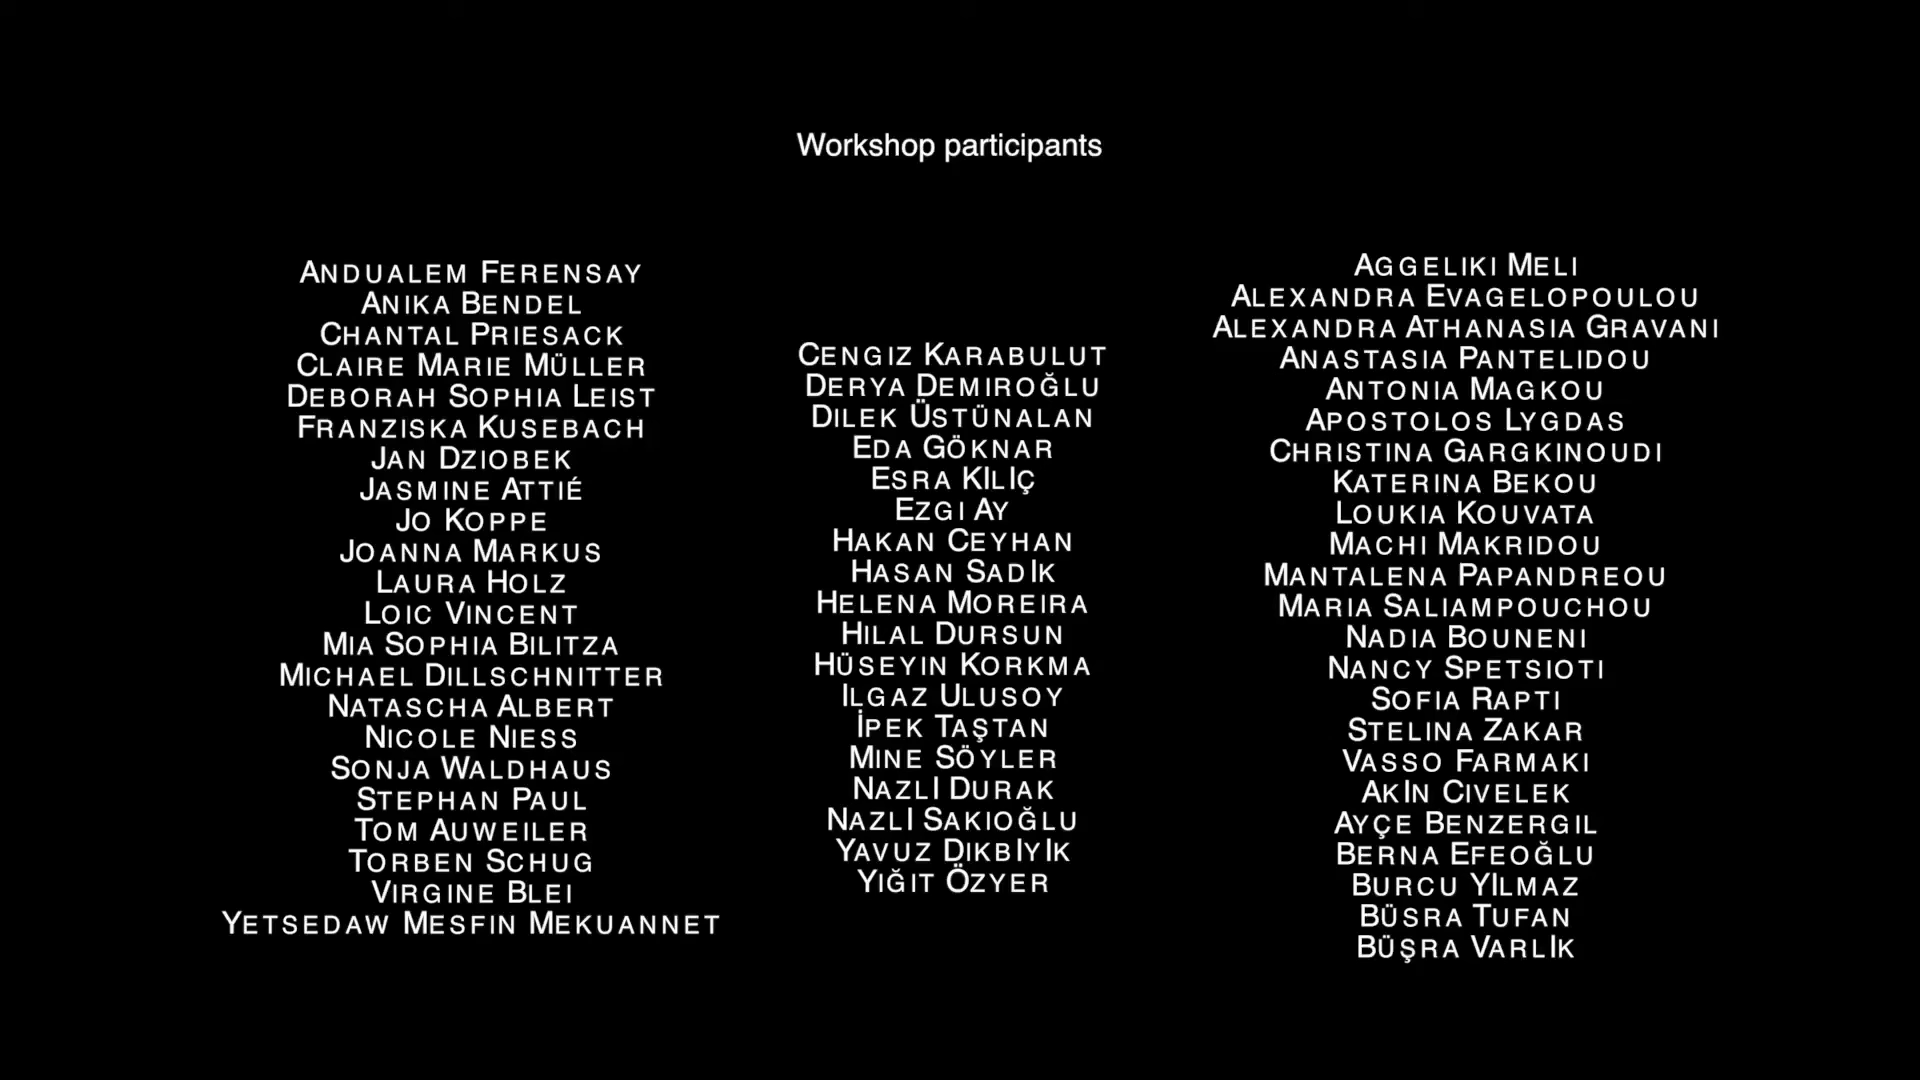 Workshop participants
Andualem Ferensay
Anika Bendel
Chantal Priesack
Claire Marie Müller
Deborah Sophia Leist
Franziska Kusebach
Jan Dziobek
Jasmine Attié
Jo Koppe
Joanna Markus
Laura Holz
Loic Vincent
Mia Sophia Bilitza
Michael Dillschnitter
Natascha Albert
Nicole Niess
Sonja Waldhaus
Stephan Paul
Tom Auweiler
Torben Schug
Virgine Blei
Yetsedaw Mesfin Mekuannet
Cengiz Karabulut
Derya Demiroğlu
Dilek Üstünalan
Eda Göknar
Esra Kılıç
Ezgi Ay
Hakan Ceyhan
Hasan Sadık
Helena Moreira
Hilal Dursun
Hüseyin Korkma
Ilgaz Ulusoy
İpek Taştan
Mine Söyler
Nazlı Durak
Nazlı Sakioğlu
Yavuz Dikbıyık
Yiğit Özyer
Aggeliki Meli
Alexandra Evagelopoulou
Alexandra Athanasia Gravani
Anastasia Pantelidou
Antonia Magkou
Apostolos Lygdas
Christina Gargkinoudi
Katerina Bekou
Loukia Kouvata
Machi Makridou
Mantalena Papandreou
Maria Saliampouchou
Nadia Bouneni
Nancy Spetsioti
Sofia Rapti
Stelina Zakar
Vasso Farmaki
Akın Civelek
Ayçe Benzergil
Berna Efeoğlu
Burcu Yılmaz
Büsra Tufan
Büşra Varlık